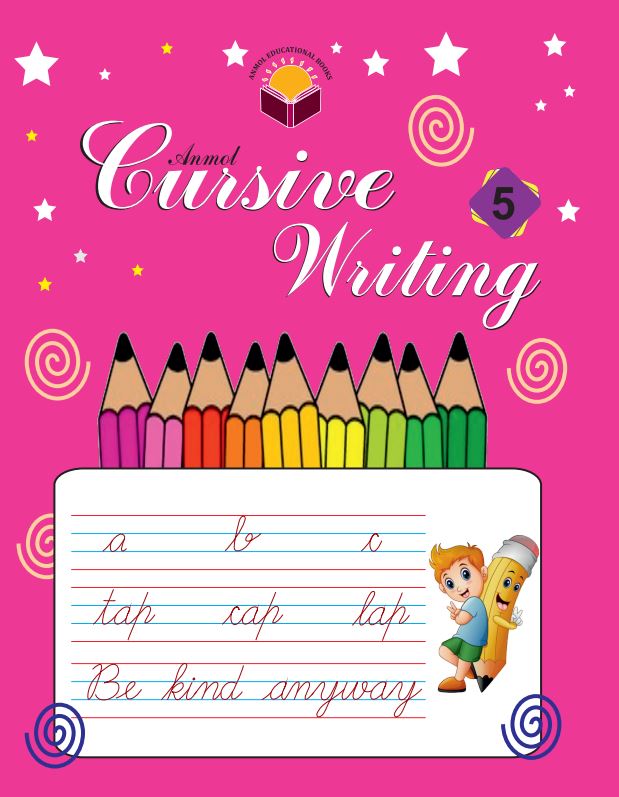 ANMOL EDUCATIONAL BOOKS
Anmol
Cursive
5
Writing
a b c
tap cap lap
Be kind anyway